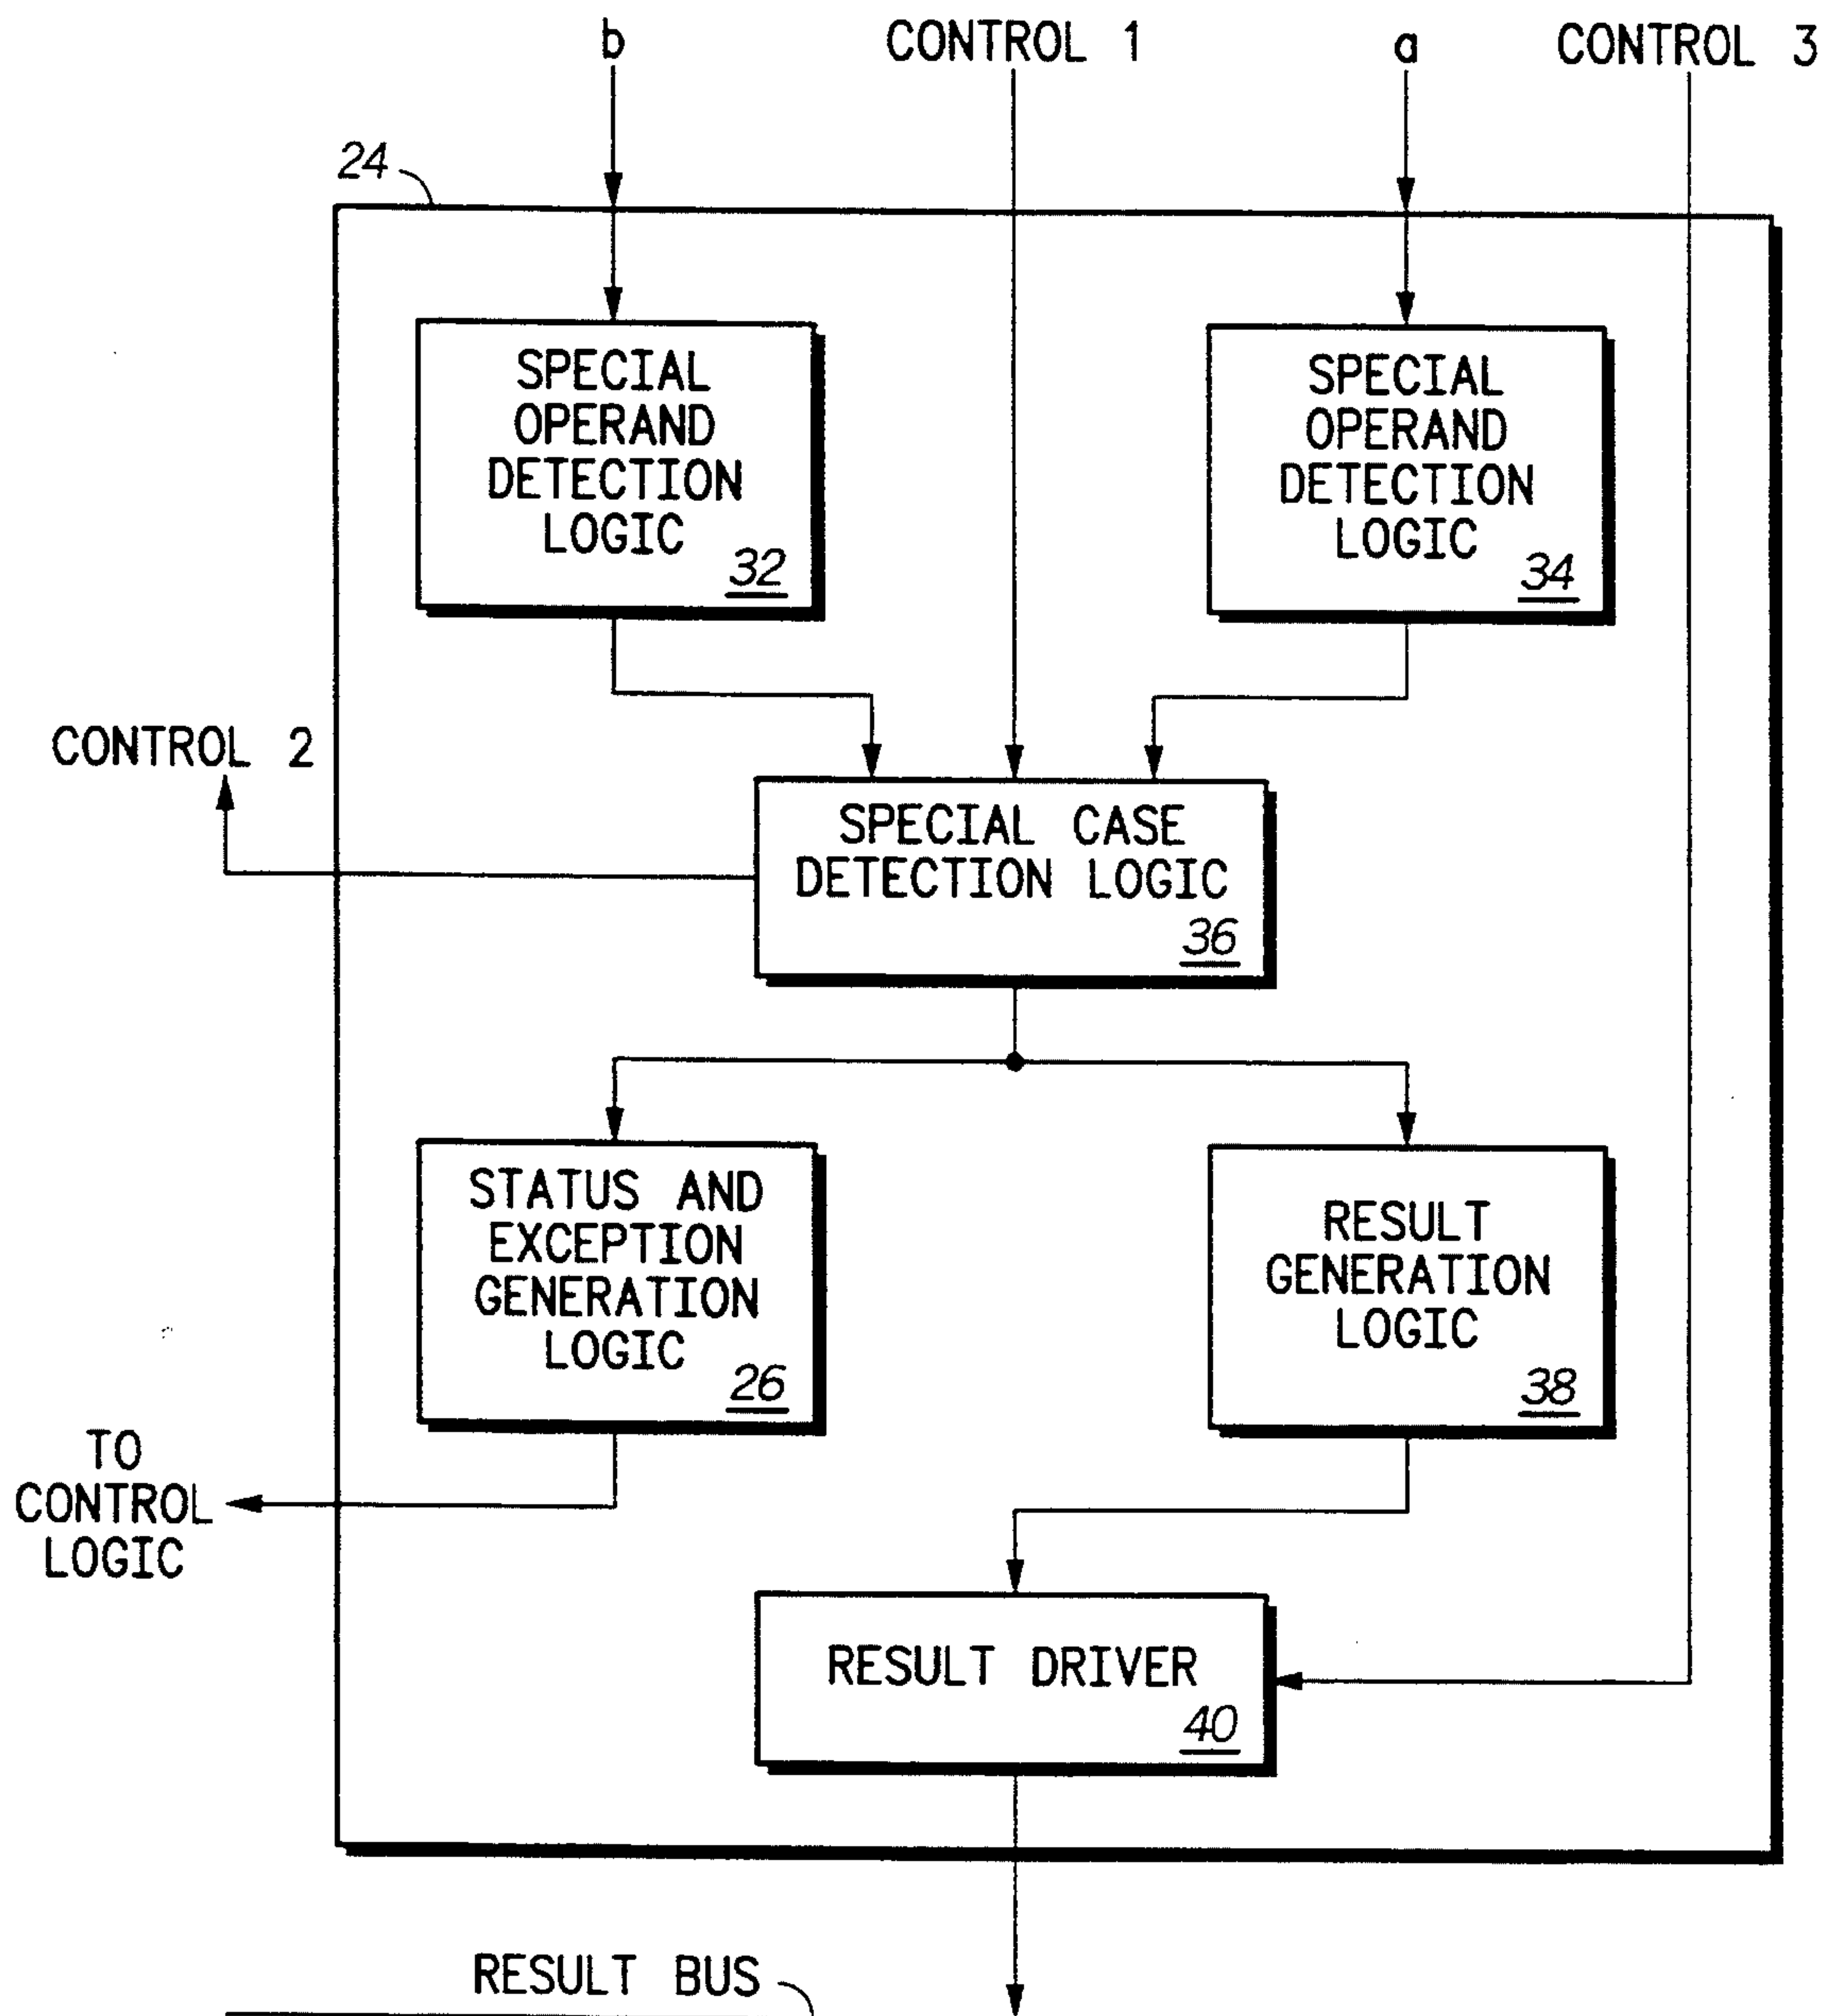 b
CONTROL 1
a
CONTROL 3
24
SPECIAL
OPERAND
DETECTION
LOGIC
32
SPECIAL
OPERAND
DETECTION
LOGIC
34
CONTROL 2
SPECIAL CASE
DETECTION LOGIC
36
STATUS AND
EXCEPTION
GENERATION
LOGIC
26
RESULT
GENERATION
LOGIC
38
TO
CONTROL
LOGIC
RESULT DRIVER
40
RESULT BUS